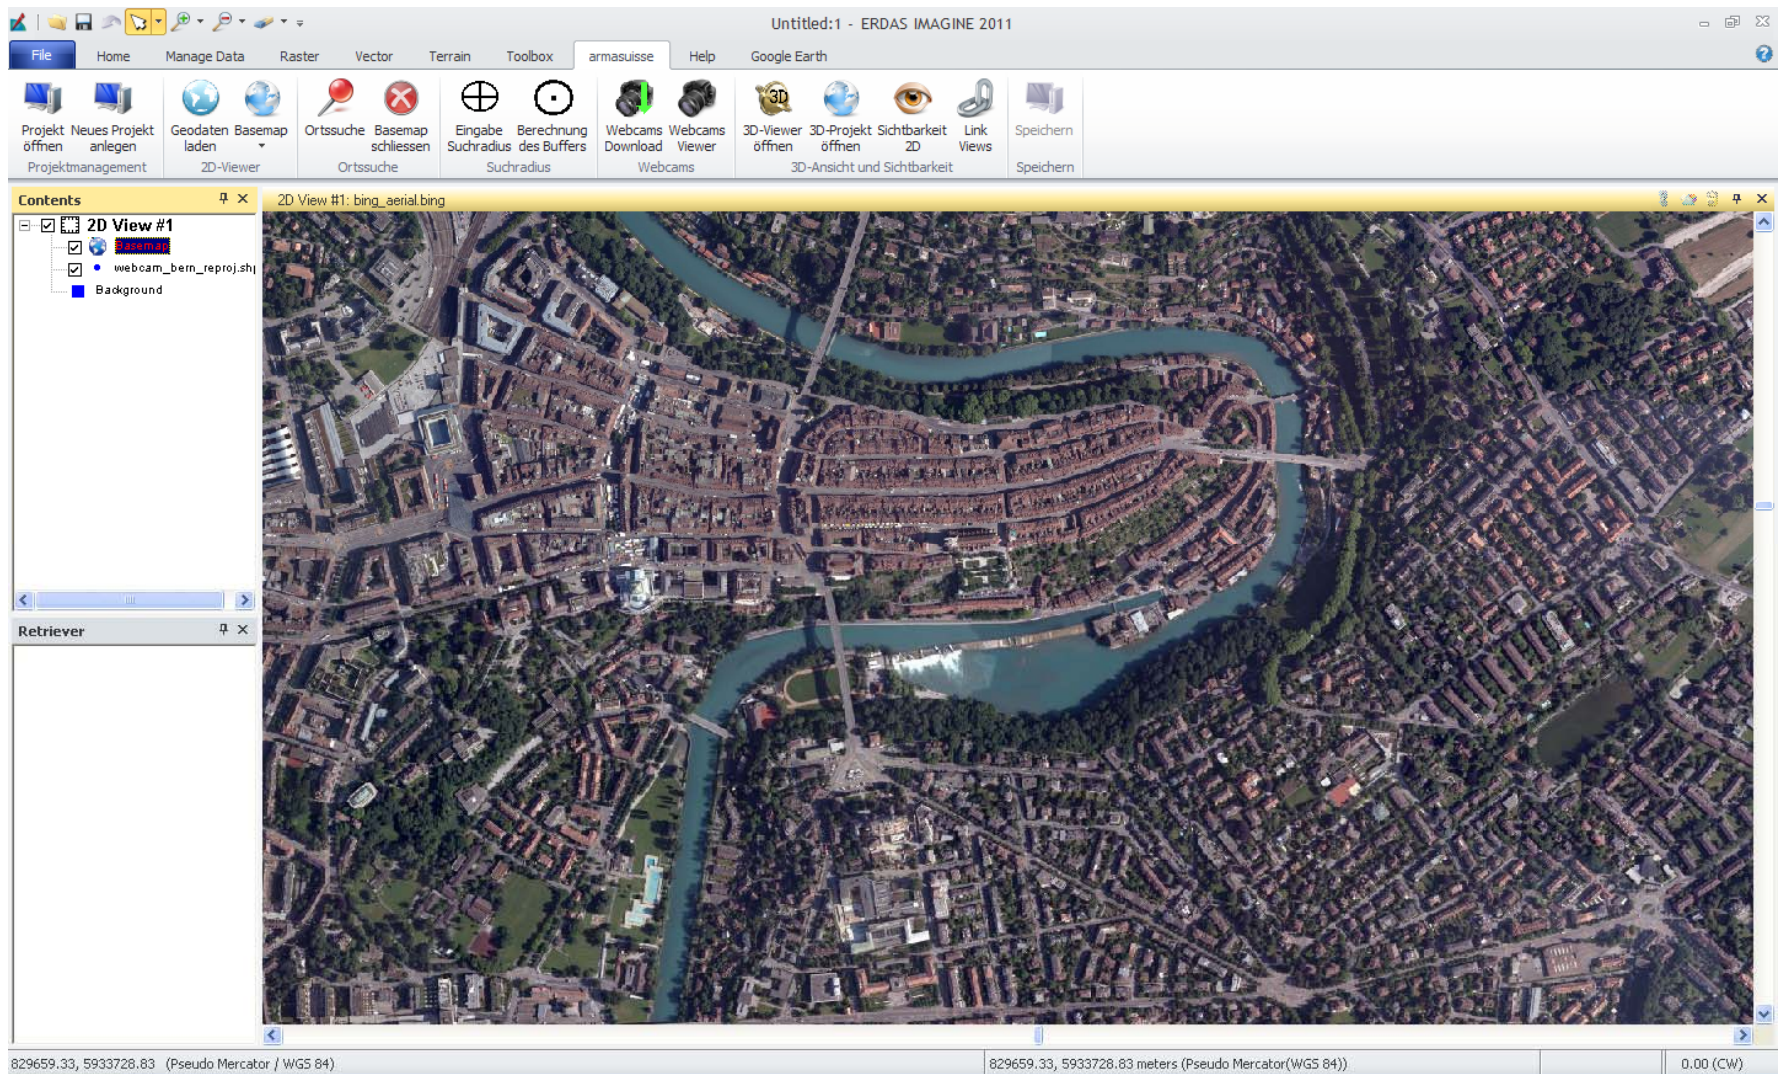 Untitled:1 - ERDAS IMAGINE 2011
File Home Manage Data Raster Vector Terrain Toolbox armasuisse Help Google Earth
Projekt öffnen
Neues Projekt anlegen
Geodaten laden
Basemap
Ortssuche
Basemap schliessen
Eingabe Suchradius
Berechnung des Buffers
Webcams Download
Webcams Viewer
3D
3D-Viewer öffnen
3D-Projekt öffnen
Sichtbarkeit 2D
Link Views
Speichern
Projektmanagement 2D-Viewer Ortssuche Suchradius Webcams 3D-Ansicht und Sichtbarkeit Speichern
Contents
2D View #1: bing_aerial.bing
2D View #1
Basemap
webcam_bern_reproj.shp
Background
Retriever
829659.33, 5933728.83 (Pseudo Mercator / WGS 84)
829659.33, 5933728.83 meters (Pseudo Mercator(WGS 84))
0.00 (CW)